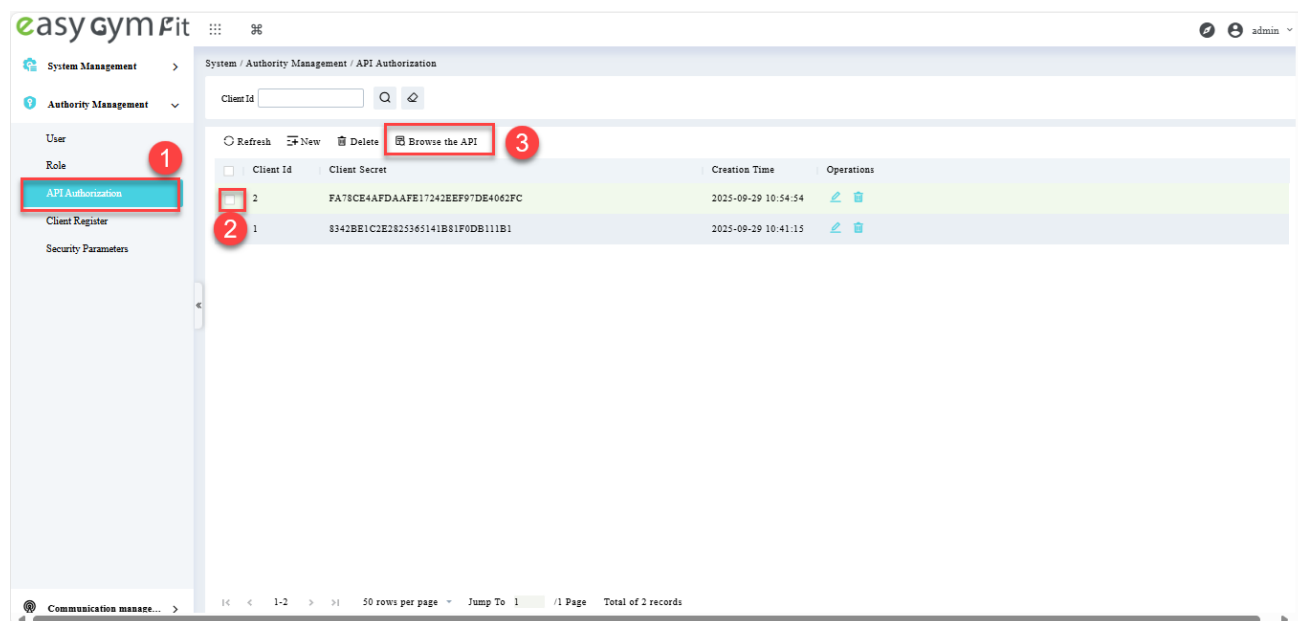 easy Gym Fit
admin
System Management
System / Authority Management / API Authorization
Authority Management
Client Id
User
Role
API Authorization
Client Register
Security Parameters
1
2
3
Refresh New Delete Browse the API
Client Id Client Secret Creation Time Operations
2 FA78CE4AFDAAFE17242EEF97DE4062FC 2025-09-29 10:54:54
1 8342BE1C2E2825365141B81F0DB111B1 2025-09-29 10:41:15
Communication manage...
1-2 50 rows per page Jump To 1 /1 Page Total of 2 records